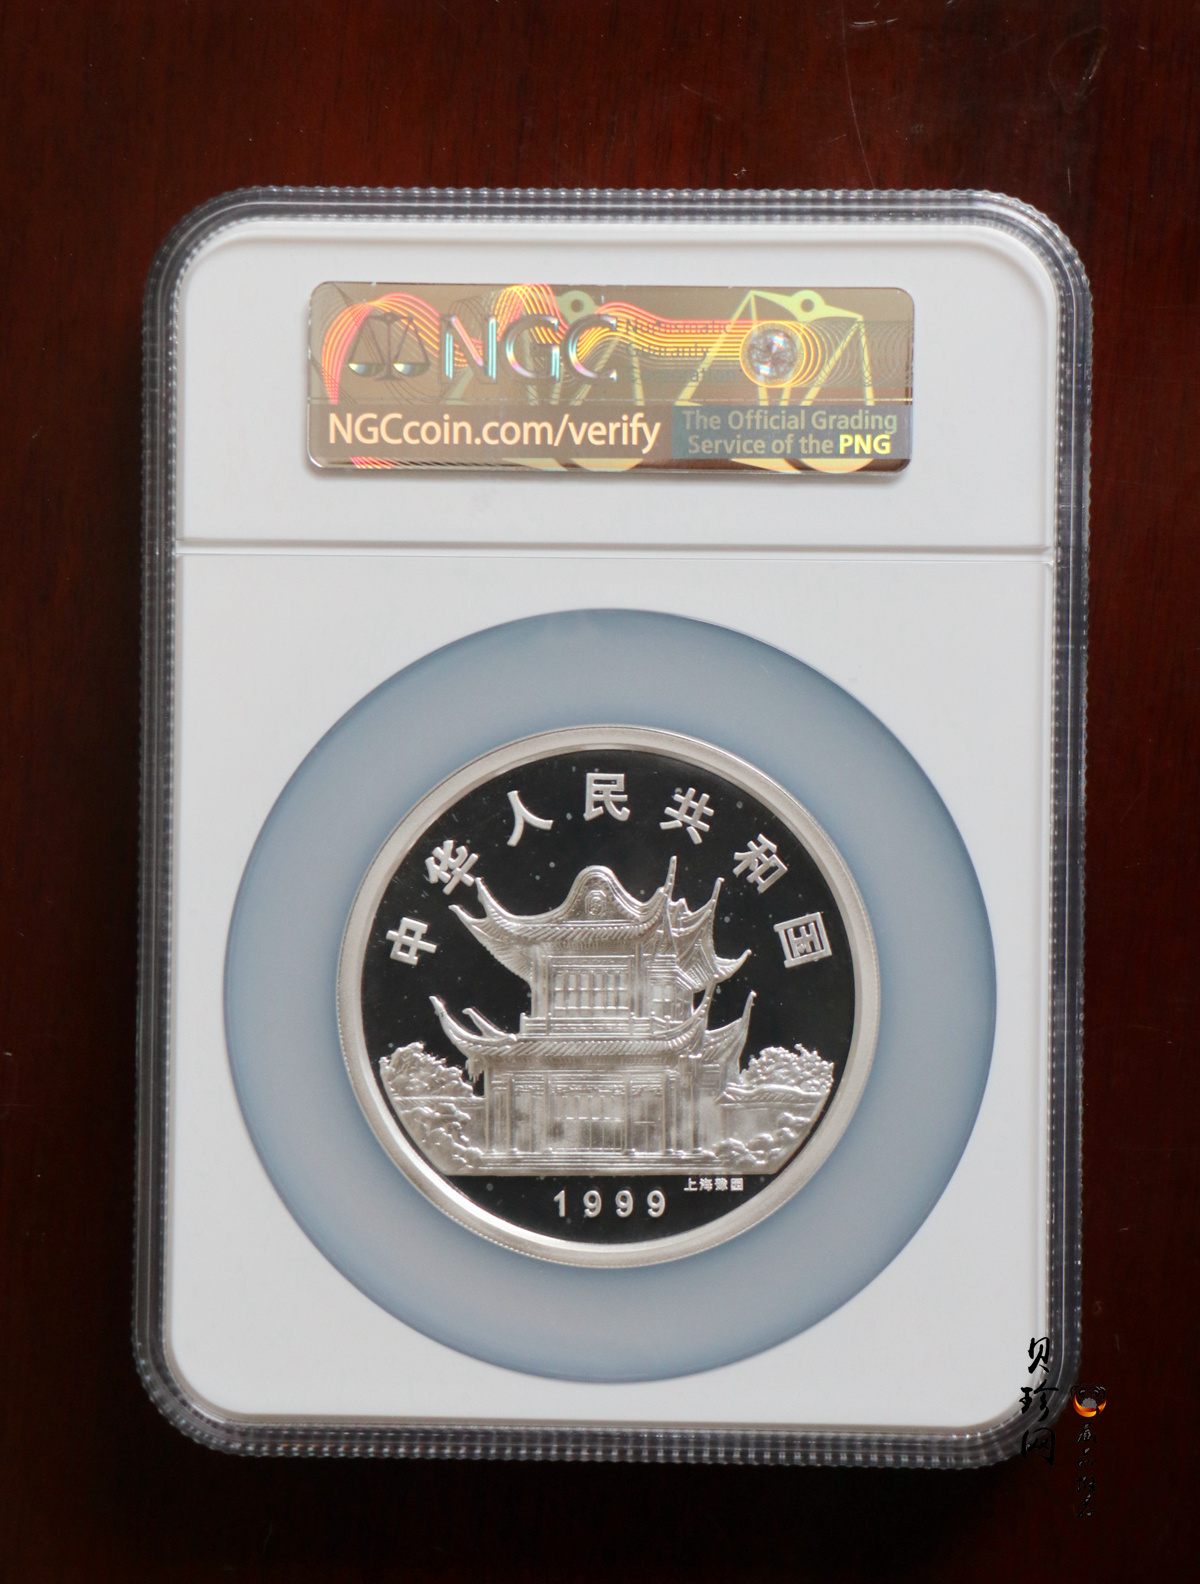 NGC
NGCcoin.com/verify
The Official Grading
Service of the PNG
中华人民共和国
上海豫园
1999
贝珍网